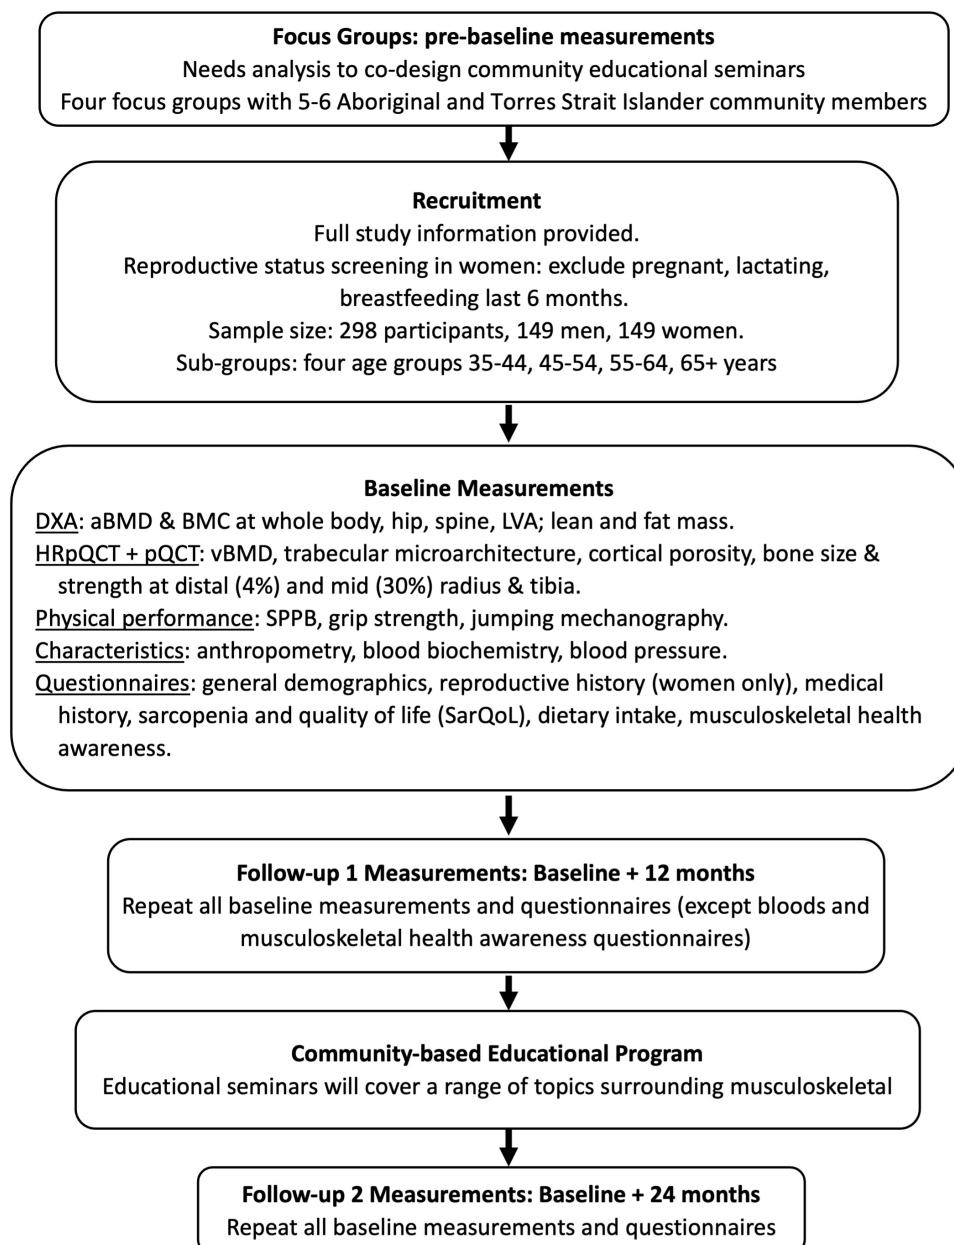 Focus Groups: pre-baseline measurements
Needs analysis to co-design community educational seminars
Four focus groups with 5-6 Aboriginal and Torres Strait Islander community members
Recruitment
Full study information provided.
Reproductive status screening in women: exclude pregnant, lactating,
breastfeeding last 6 months.
Sample size: 298 participants, 149 men, 149 women.
Sub-groups: four age groups 35-44, 45-54, 55-64, 65+ years
Baseline Measurements
DXA: aBMD & BMC at whole body, hip, spine, LVA; lean and fat mass.
HRpQCT + pQCT: vBMD, trabecular microarchitecture, cortical porosity, bone size &
strength at distal (4%) and mid (30%) radius & tibia.
Physical performance: SPPB, grip strength, jumping mechanography.
Characteristics: anthropometry, blood biochemistry, blood pressure.
Questionnaires: general demographics, reproductive history (women only), medical
history, sarcopenia and quality of life (SarQoL), dietary intake, musculoskeletal health
awareness.
Follow-up 1 Measurements: Baseline + 12 months
Repeat all baseline measurements and questionnaires (except bloods and
musculoskeletal health awareness questionnaires)
Community-based Educational Program
Educational seminars will cover a range of topics surrounding musculoskeletal
Follow-up 2 Measurements: Baseline + 24 months
Repeat all baseline measurements and questionnaires